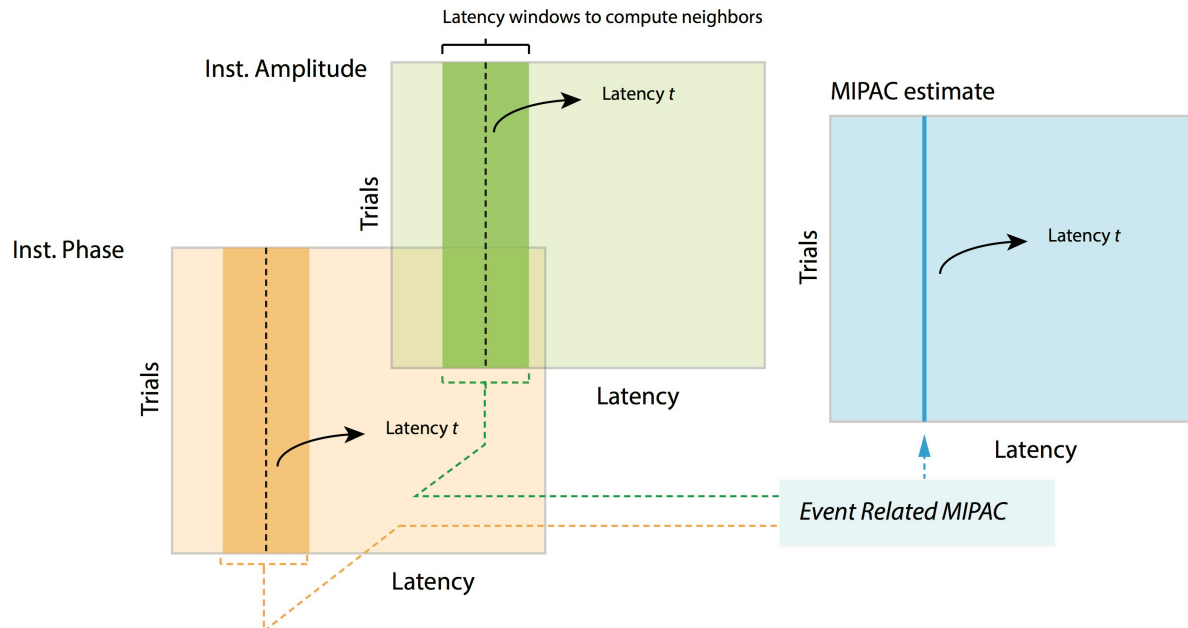 Latency windows to compute neighbors
Inst. Amplitude
Latency t
Trials
Latency
Inst. Phase
Trials
Latency t
Latency
MIPAC estimate
Trials
Latency t
Latency
Event Related MIPAC